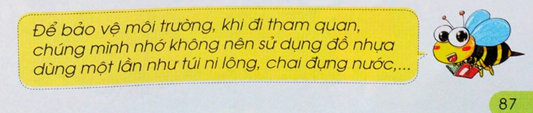 Để bảo vệ môi trường, khi đi tham quan,
chúng mình nhớ không nên sử dụng đồ nhựa
dùng một lần như túi ni lông, chai đựng nước,...
87